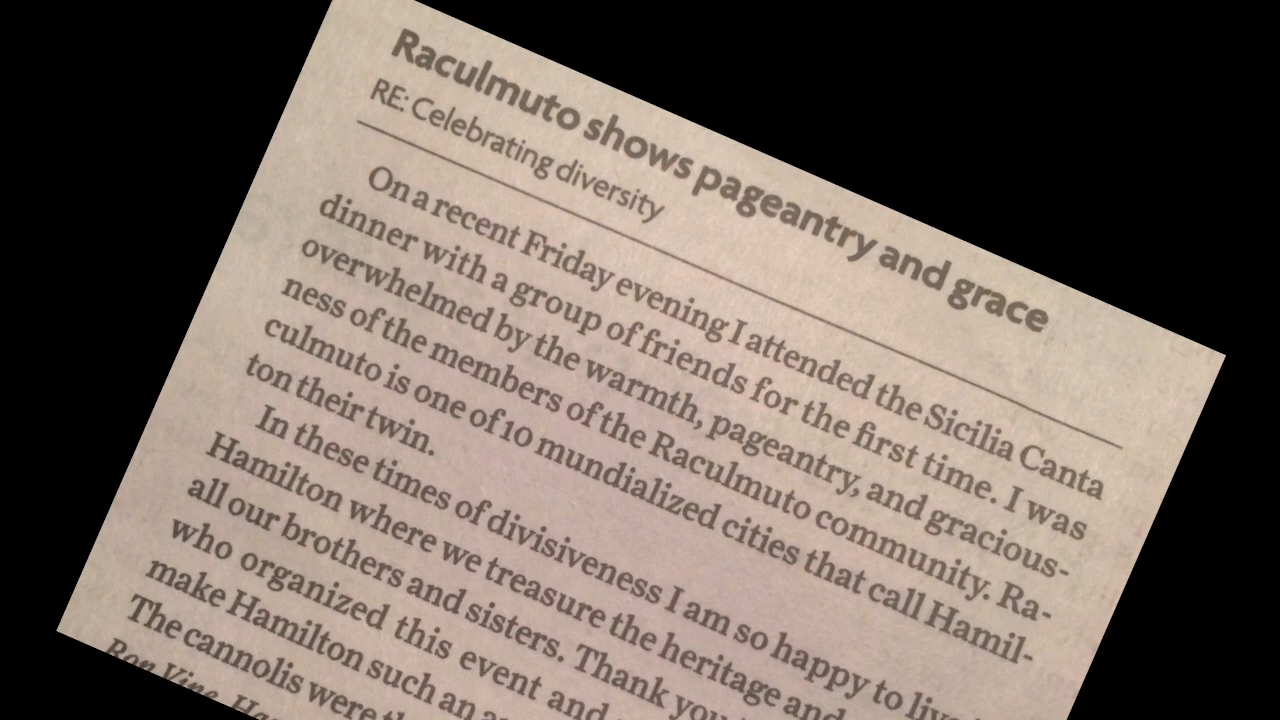 Raculmuto shows pageantry and grace
RE: Celebrating diversity
On a recent Friday evening I attended the Sicilia Canta
dinner with a group of friends for the first time. I was
overwhelmed by the warmth, pageantry, and gracious-
ness of the members of the Raculmuto community. Ra-
culmuto is one of 10 mundialized cities that call Hamil-
ton their twin.
In these times of divisiveness I am so happy to live
Hamilton where we treasure the heritage and
all our brothers and sisters. Thank you
who organized this event and
make Hamilton such an
The cannolis were
Ron Vine,